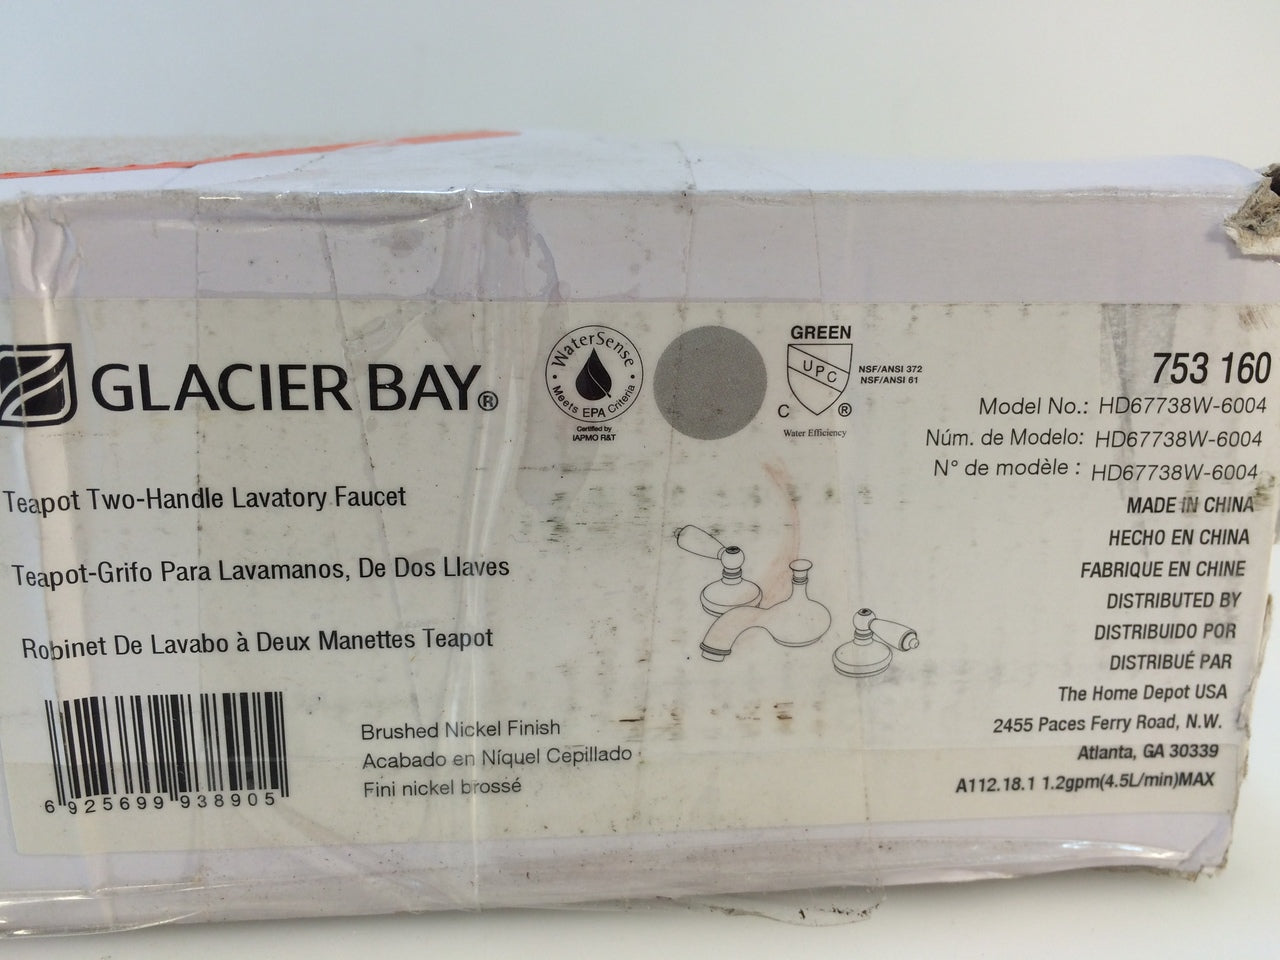 GLACIER BAY®
WaterSense
Meets EPA Criteria
Certified by
IAPMO R&T
GREEN
UPC
C ®
NSF/ANSI 372
NSF/ANSI 61
Water Efficiency
753 160
Model No.: HD67738W-6004
Núm. de Modelo: HD67738W-6004
N° de modèle : HD67738W-6004
MADE IN CHINA
HECHO EN CHINA
FABRIQUE EN CHINE
DISTRIBUTED BY
DISTRIBUIDO POR
DISTRIBUÉ PAR
The Home Depot USA
2455 Paces Ferry Road, N.W.
Atlanta, GA 30339
A112.18.1 1.2gpm(4.5L/min)MAX
Teapot Two-Handle Lavatory Faucet
Teapot-Grifo Para Lavamanos, De Dos Llaves
Robinet De Lavabo à Deux Manettes Teapot
6 925699 938905
Brushed Nickel Finish
Acabado en Níquel Cepillado
Fini nickel brossé